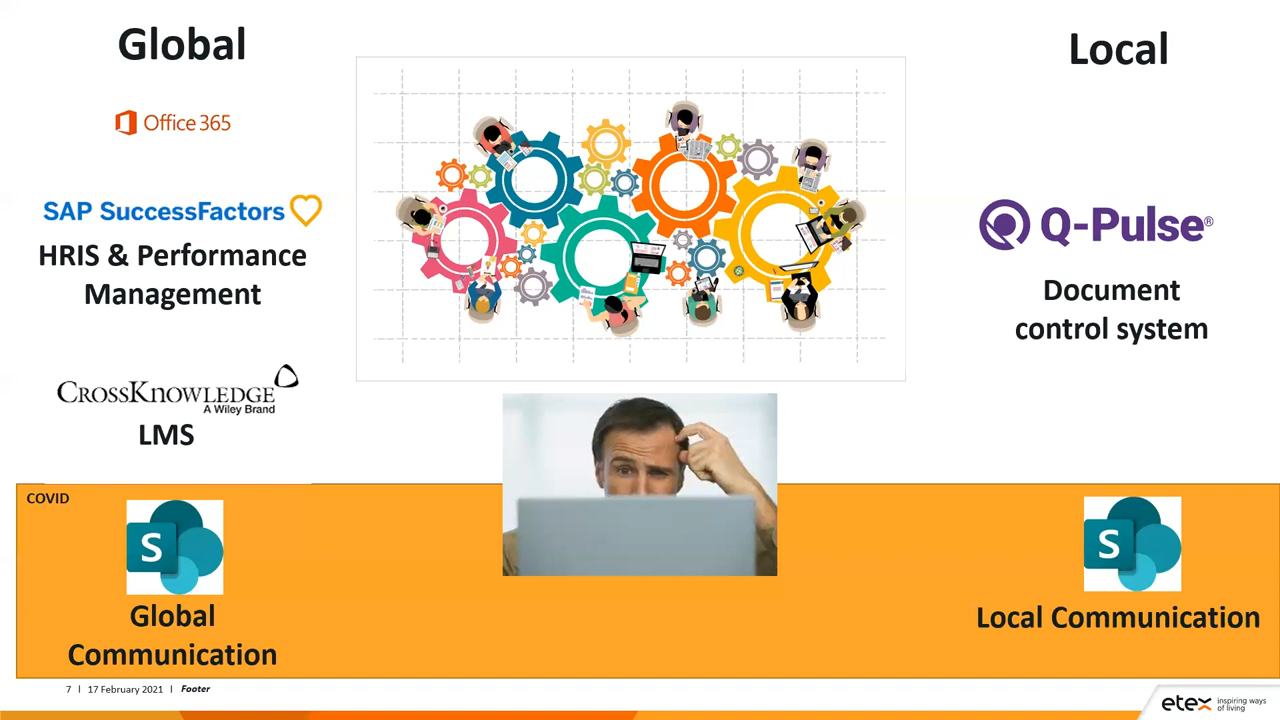 Global
Local
Office 365
SAP SuccessFactors
HRIS & Performance
Management
Q-Pulse®
Document
control system
CROSSKNOWLEDGE
A Wiley Brand
LMS
COVID
S
S
Global
Communication
Local Communication
7 | 17 February 2021 | Footer
etex inspiring ways
of living